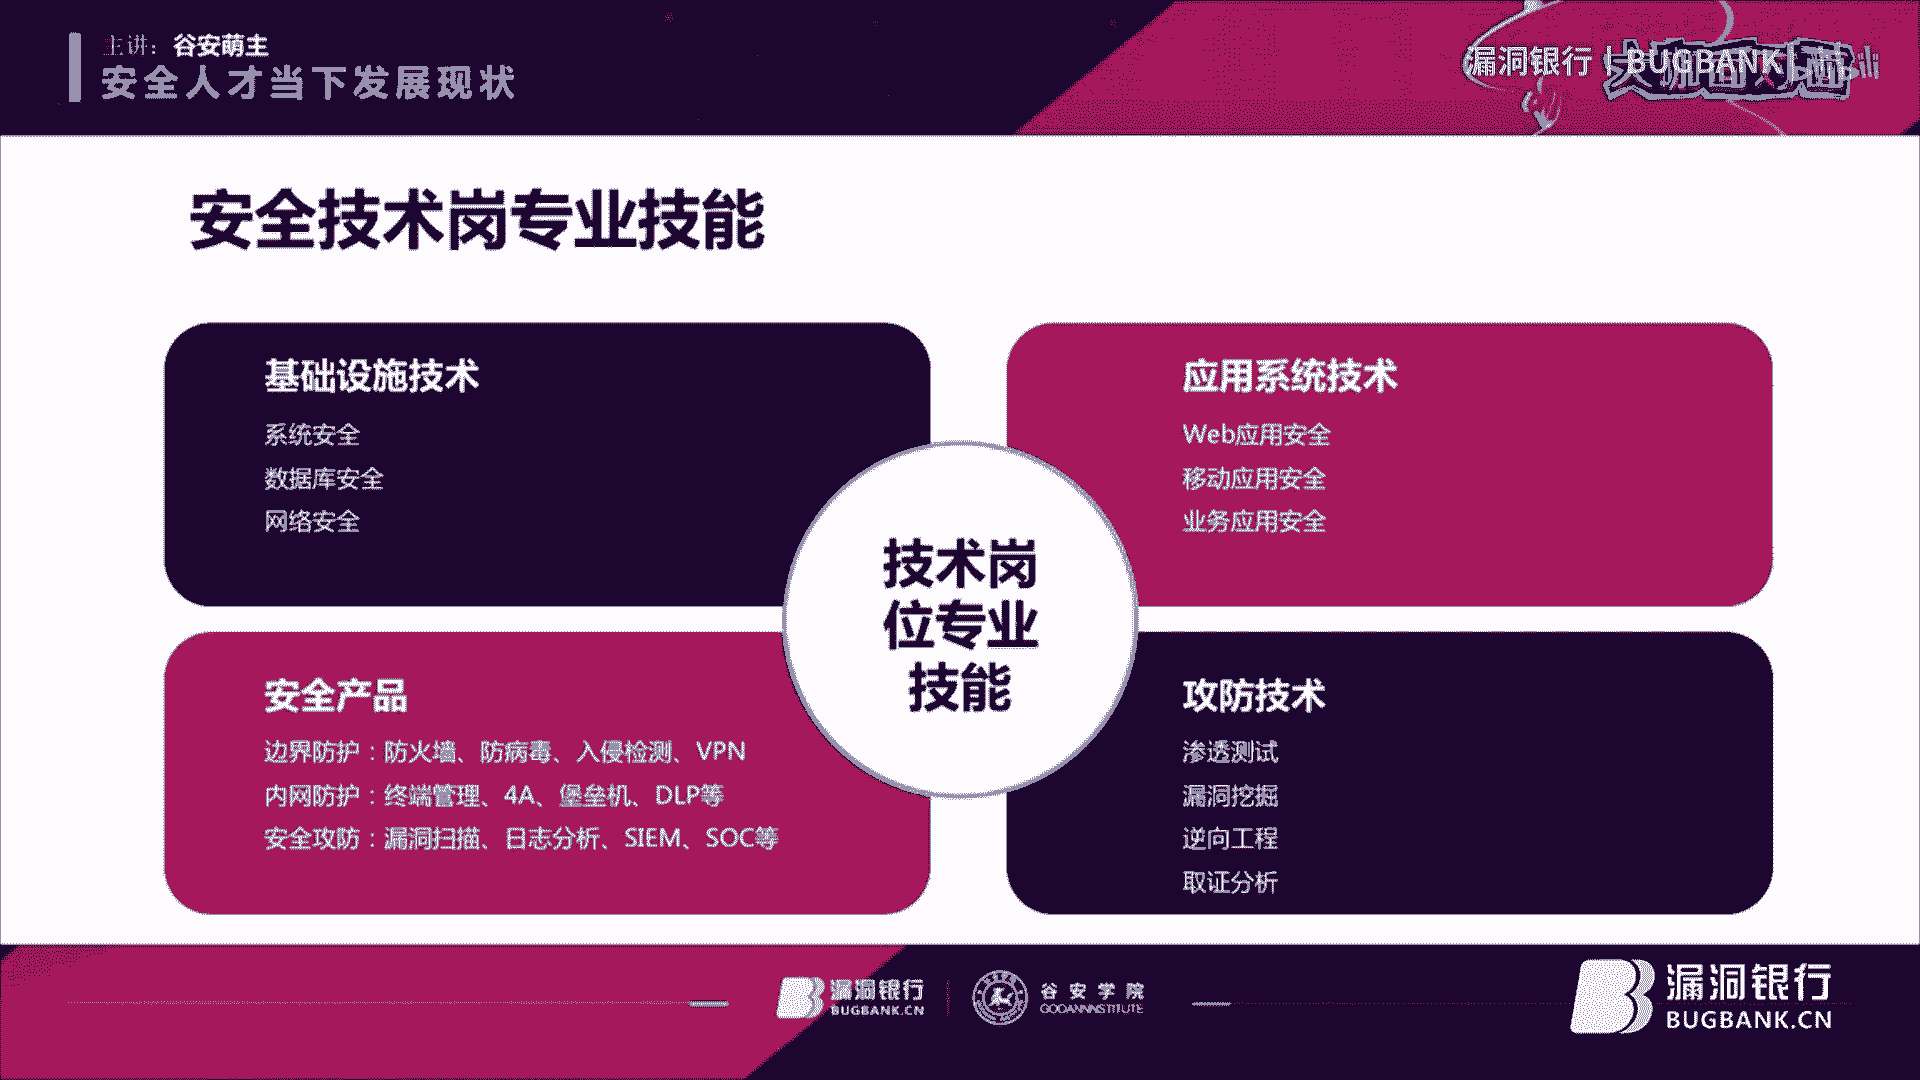 主讲：谷安萌主
安全人才当下发展现状
漏洞银行 | BUGBANK
大咖面对面
安全技术岗专业技能
基础设施技术
系统安全
数据库安全
网络安全
应用系统技术
Web应用安全
移动应用安全
业务应用安全
技术岗
位专业
技能
安全产品
边界防护：防火墙、防病毒、入侵检测、VPN
内网防护：终端管理、4A、堡垒机、DLP等
安全攻防：漏洞扫描、日志分析、SIEM、SOC等
攻防技术
渗透测试
漏洞挖掘
逆向工程
取证分析
漏洞银行
BUGBANK.CN
谷安学院
GOOANNNSTITUTE
漏洞银行
BUGBANK.CN